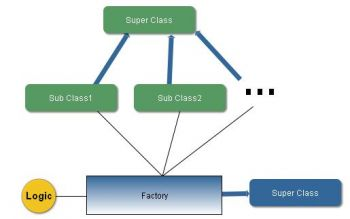 Super Class
Sub Class1
Sub Class2
Logic
Factory
Super Class